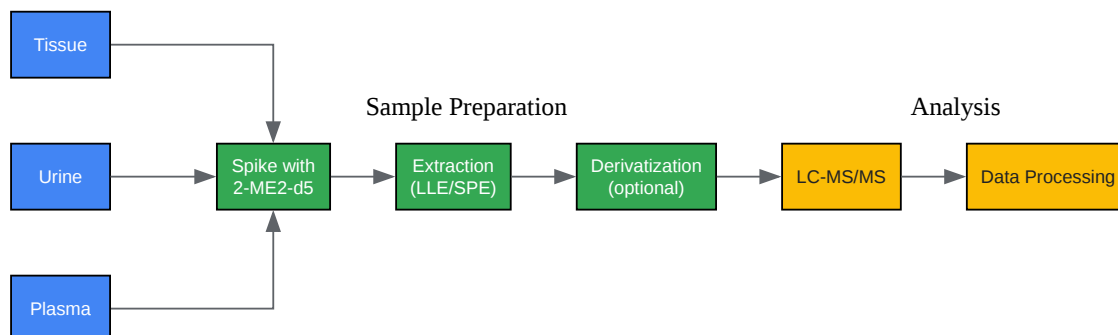 Tissue
Sample Preparation
Analysis
Urine
Spike with
2-ME2-d5
Extraction
(LLE/SPE)
Derivatization
(optional)
LC-MS/MS
Data Processing
Plasma